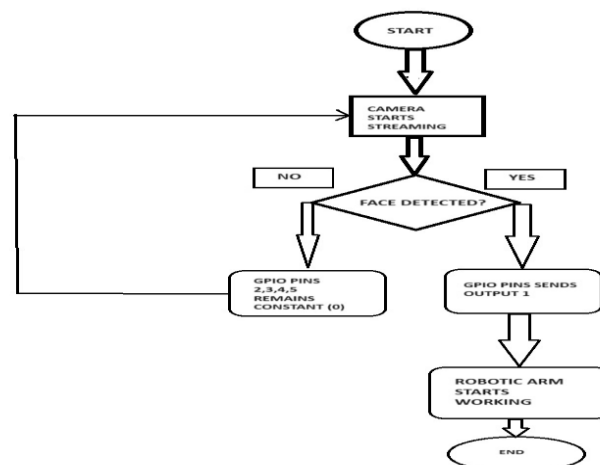 START
CAMERA
STARTS
STREAMING
NO
YES
FACE DETECTED?
GPIO PINS
2,3,4,5
REMAINS
CONSTANT (0)
GPIO PINS SENDS
OUTPUT 1
ROBOTIC ARM
STARTS
WORKING
END